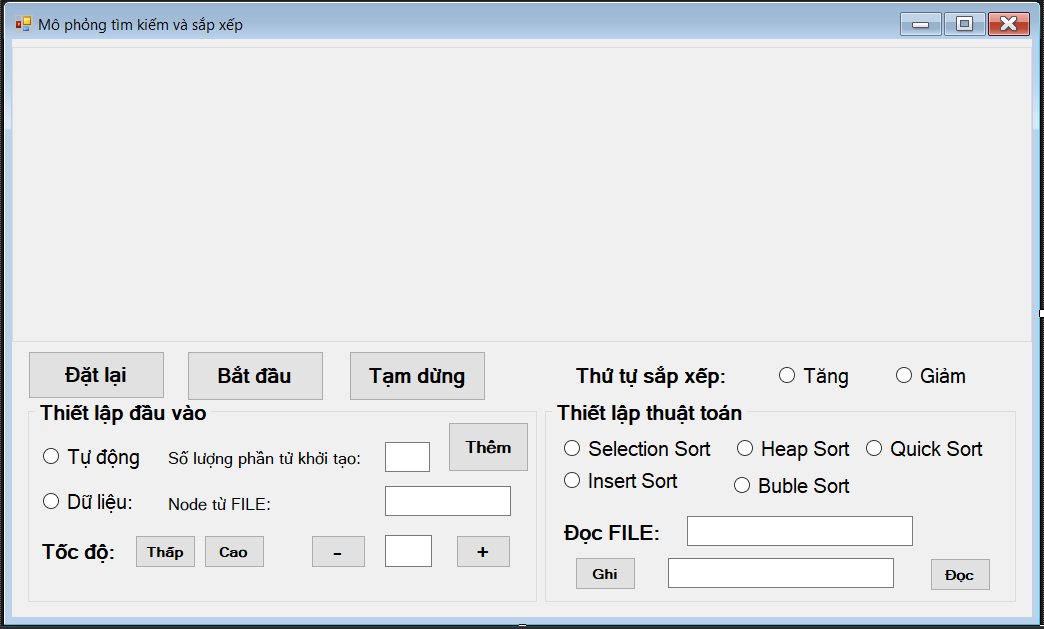 Mô phỏng tìm kiếm và sắp xếp
Đặt lại
Bắt đầu
Tạm dừng
Thứ tự sắp xếp:
Tăng
Giảm
Thiết lập đầu vào
Tự động
Số lượng phần tử khởi tạo:
Thêm
Dữ liệu:
Node từ FILE:
Tốc độ:
Thấp
Cao
-
+
Thiết lập thuật toán
Selection Sort
Heap Sort
Quick Sort
Insert Sort
Buble Sort
Đọc FILE:
Ghi
Đọc